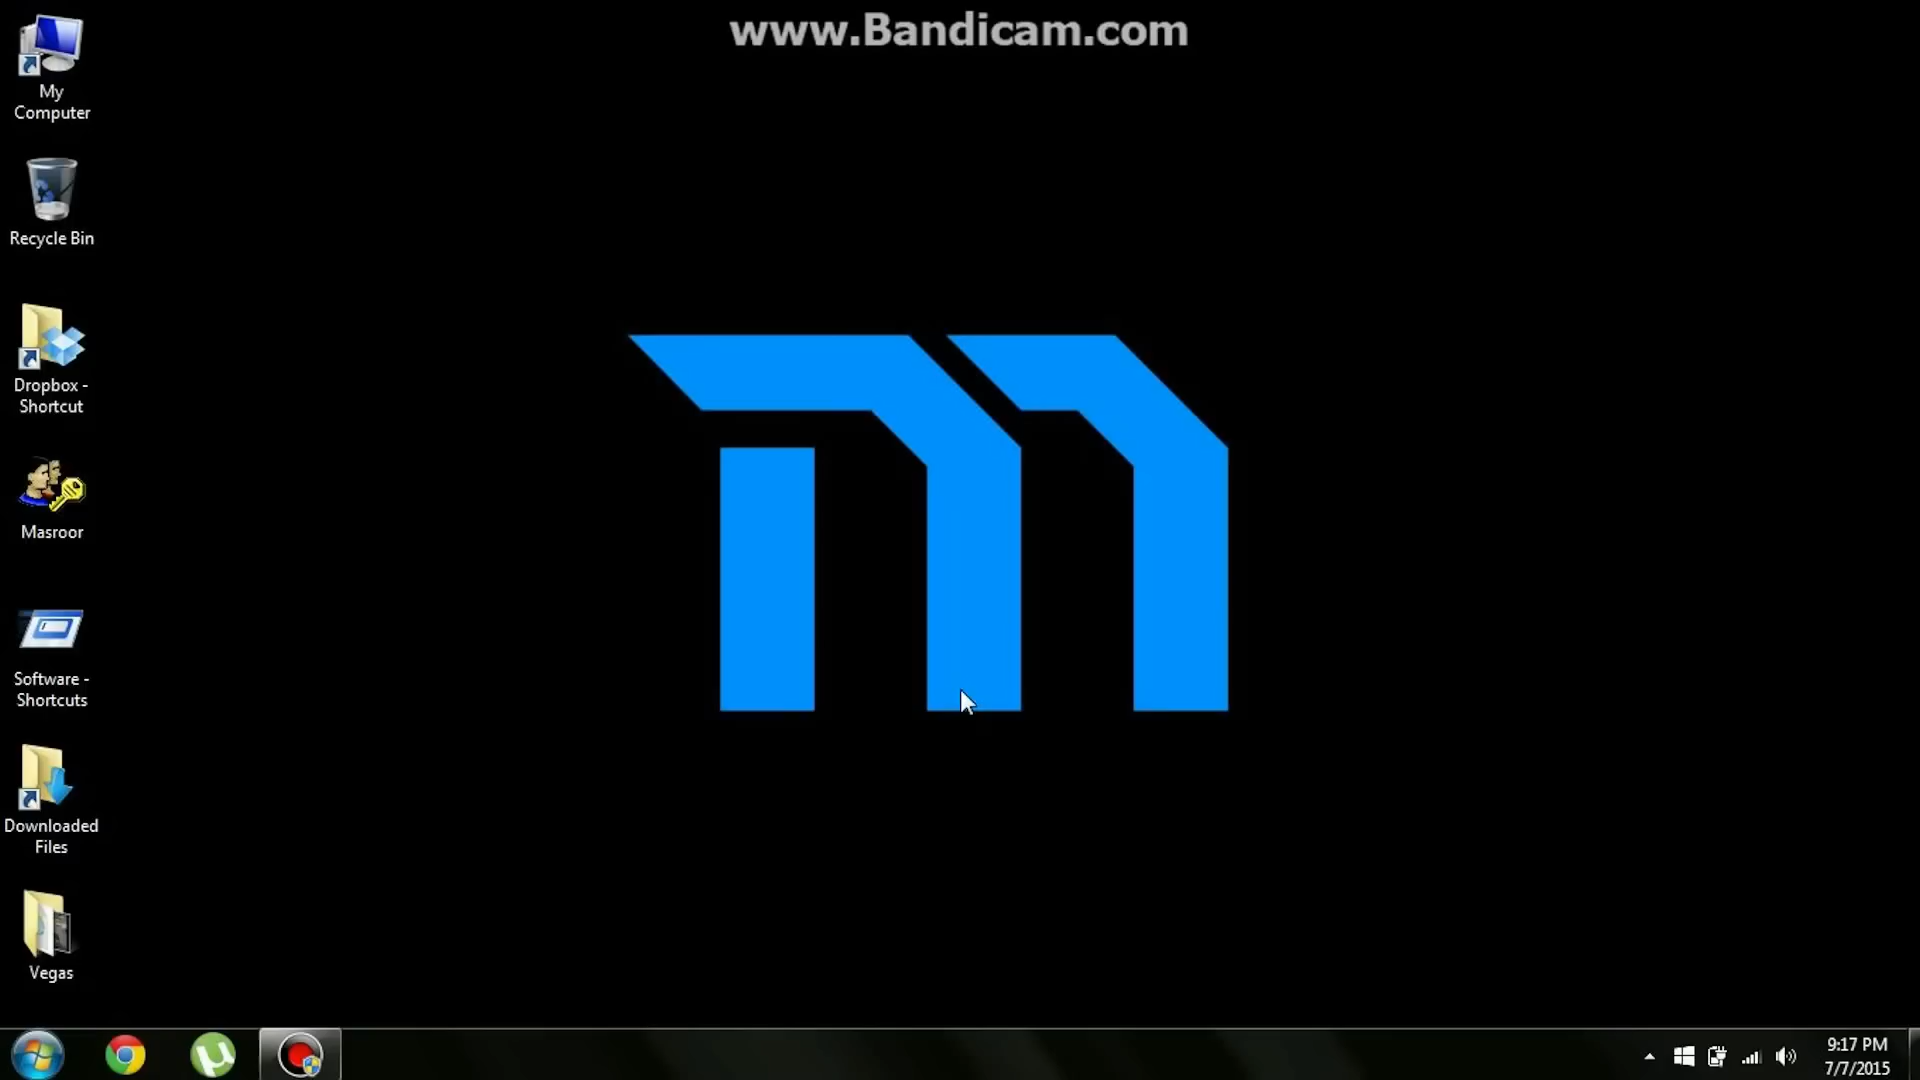 www.Bandicam.com
My
Computer
Recycle Bin
Dropbox -
Shortcut
Masroor
Software -
Shortcuts
Downloaded
Files
Vegas
9:17 PM
7/7/2015